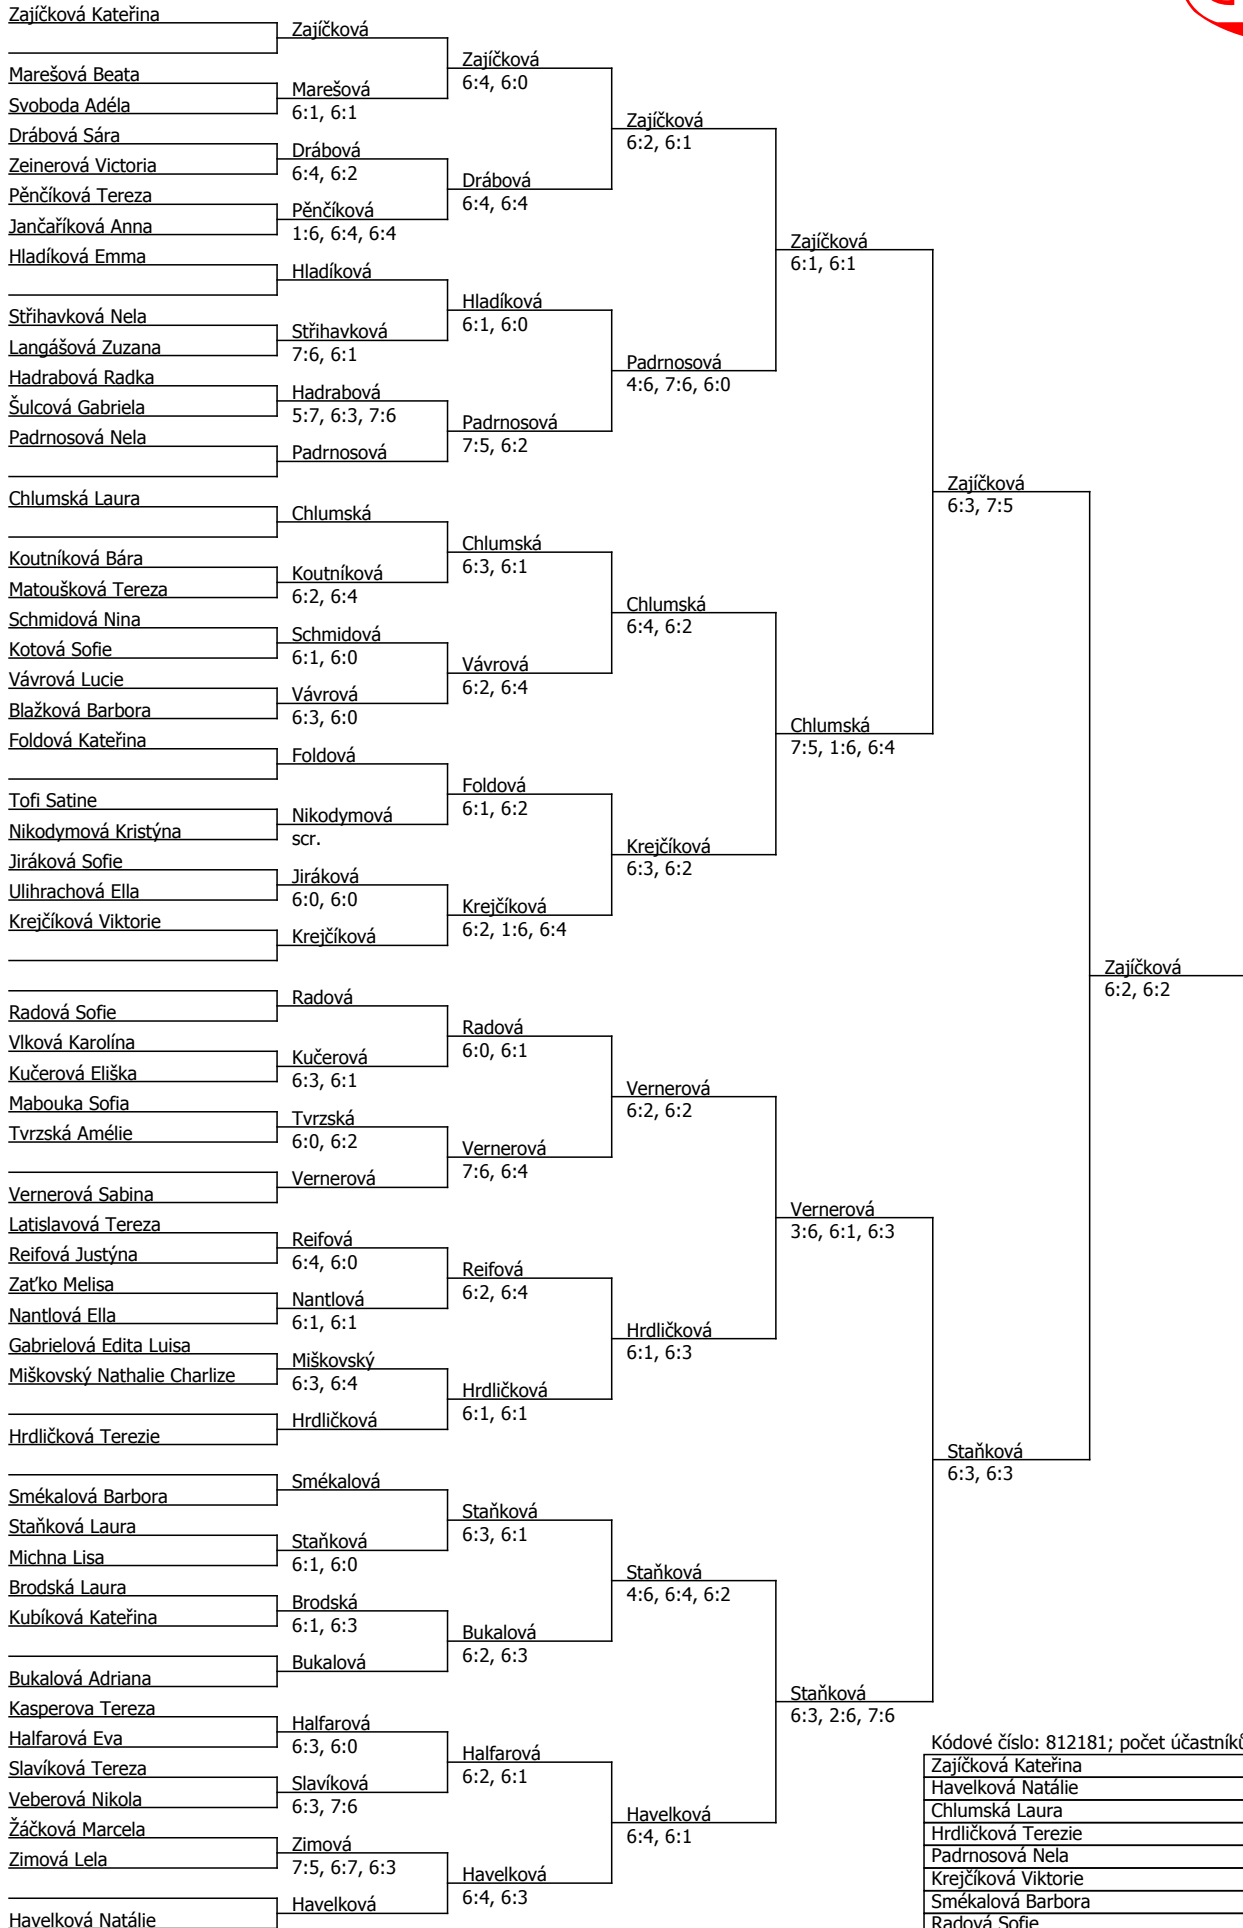 Zajíčková Kateřina
Marešová Beata
Svoboda Adéla
Drábová Sára
Zeinerová Victoria
Pěnčíková Tereza
Jančaříková Anna
Hladíková Emma
Střihavková Nela
Langášová Zuzana
Hadrabová Radka
Šulcová Gabriela
Padrnosová Nela
Chlumská Laura
Koutníková Bára
Matoušková Tereza
Schmidová Nina
Kotová Sofie
Vávrová Lucie
Blažková Barbora
Foldová Kateřina
Tofi Satine
Nikodymová Kristýna
Jiráková Sofie
Ulihrachová Ella
Krejčíková Viktorie
Radová Sofie
Vlková Karolína
Kučerová Eliška
Mabouka Sofia
Tvrzská Amélie
Vernerová Sabina
Latislavová Tereza
Reifová Justýna
Zaťko Melisa
Nantlová Ella
Gabrielová Edita Luisa
Miškovský Nathalie Charlize
Hrdličková Terezie
Smékalová Barbora
Staňková Laura
Michna Lisa
Brodská Laura
Kubíková Kateřina
Bukalová Adriana
Kasperova Tereza
Halfarová Eva
Slavíková Tereza
Veberová Nikola
Žáčková Marcela
Zimová Lela
Havelková Natálie
Zajíčková
Marešová
6:1, 6:1
Drábová
6:4, 6:2
Pěnčíková
1:6, 6:4, 6:4
Hladíková
Střihavková
7:6, 6:1
Hadrabová
5:7, 6:3, 7:6
Padrnosová
Chlumská
Koutníková
6:2, 6:4
Schmidová
6:1, 6:0
Vávrová
6:3, 6:0
Foldová
Nikodymová
scr.
Jiráková
6:0, 6:0
Krejčíková
Radová
Kučerová
6:3, 6:1
Tvrzská
6:0, 6:2
Vernerová
Reifová
6:4, 6:0
Nantlová
6:1, 6:1
Miškovský
6:3, 6:4
Hrdličková
Smékalová
Staňková
6:1, 6:0
Brodská
6:1, 6:3
Bukalová
Halfarová
6:3, 6:0
Slavíková
6:3, 7:6
Zimová
7:5, 6:7, 6:3
Havelková
Zajíčková
6:4, 6:0
Drábová
6:4, 6:4
Hladíková
6:1, 6:0
Padrnosová
7:5, 6:2
Chlumská
6:3, 6:1
Vávrová
6:2, 6:4
Foldová
6:1, 6:2
Krejčíková
6:2, 1:6, 6:4
Radová
6:0, 6:1
Vernerová
7:6, 6:4
Reifová
6:2, 6:4
Hrdličková
6:1, 6:1
Staňková
6:3, 6:1
Bukalová
6:2, 6:3
Halfarová
6:2, 6:1
Havelková
6:4, 6:3
Zajíčková
6:2, 6:1
Padrnosová
4:6, 7:6, 6:0
Chlumská
6:4, 6:2
Krejčíková
6:3, 6:2
Vernerová
6:2, 6:2
Hrdličková
6:1, 6:3
Staňková
4:6, 6:4, 6:2
Havelková
6:4, 6:1
Zajíčková
6:1, 6:1
Chlumská
7:5, 1:6, 6:4
Vernerová
3:6, 6:1, 6:3
Staňková
6:3, 2:6, 7:6
Zajíčková
6:3, 7:5
Staňková
6:3, 6:3
Zajíčková
6:2, 6:2
Kódové číslo: 812181; počet účastníků
Zajíčková Kateřina
Havelková Natálie
Chlumská Laura
Hrdličková Terezie
Padrnosová Nela
Krejčíková Viktorie
Smékalová Barbora
Radová Sofie